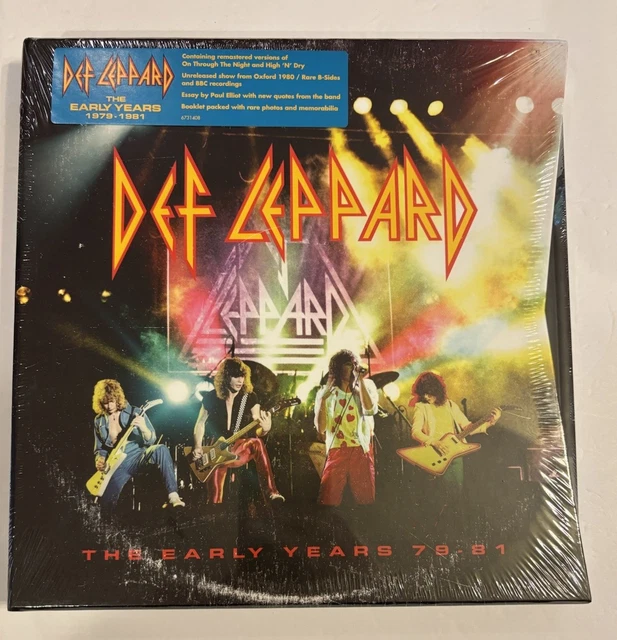 DEF LEPPARD
THE
EARLY YEARS
1979-1981
Containing remastered versions of
On Through The Night and High 'N' Dry
Unreleased show from Oxford 1980 / Rare B-Sides
and BBC recordings
Essay by Paul Elliot with new quotes from the band
Booklet packed with rare photos and memorabilia
6731408
DEF LEPPARD
LEPPARD
THE EARLY YEARS 79-81